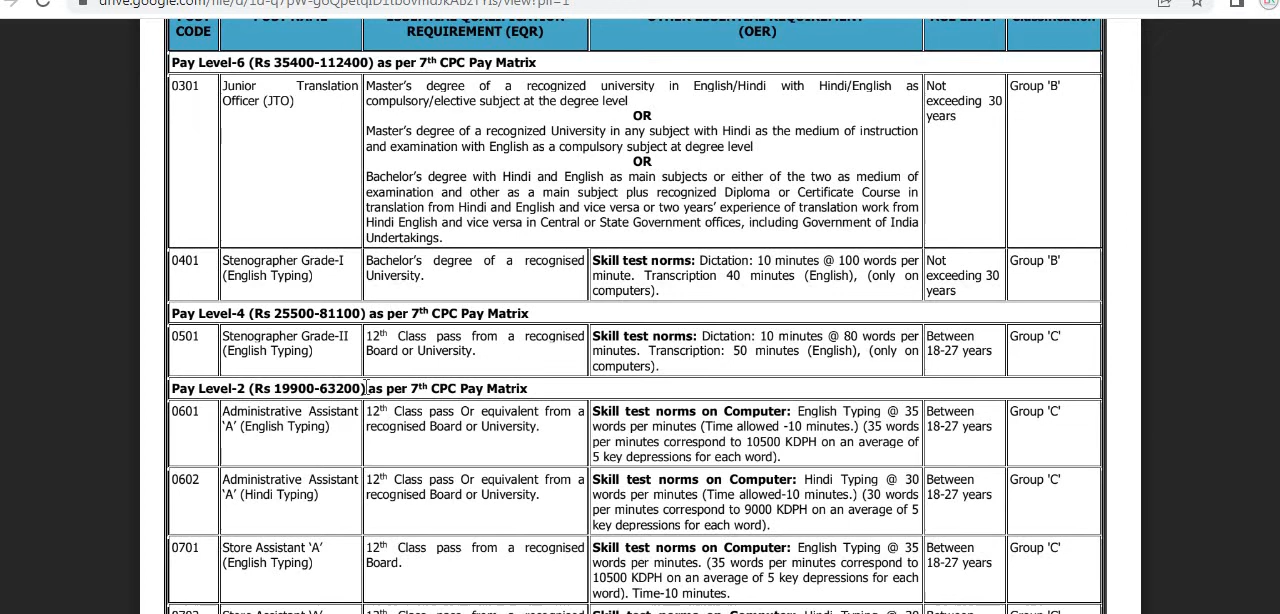 drive.google.com/file/d/1d-q7pW-
CODE
REQUIREMENT (EQR)
(OER)
Pay Level-6 (Rs 35400-112400) as per 7th CPC Pay Matrix
0301
Junior Translation
Officer (JTO)
Master's degree of a recognized university in English/Hindi with Hindi/English as
compulsory/elective subject at the degree level
OR
Master's degree of a recognized University in any subject with Hindi as the medium of instruction
and examination with English as a compulsory subject at degree level
OR
Bachelor's degree with Hindi and English as main subjects or either of the two as medium of
examination and other as a main subject plus recognized Diploma or Certificate Course in
translation from Hindi and English and vice versa or two years' experience of translation work from
Hindi English and vice versa in Central or State Government offices, including Government of India
Undertakings.
Not
exceeding 30
years
Group 'B'
0401
Stenographer Grade-I
(English Typing)
Bachelor's degree of a recognised
University.
Skill test norms: Dictation: 10 minutes @ 100 words per
minute. Transcription 40 minutes (English), (only on
computers).
Not
exceeding 30
years
Group 'B'
Pay Level-4 (Rs 25500-81100) as per 7th CPC Pay Matrix
0501
Stenographer Grade-II
(English Typing)
12th Class pass from a recognised
Board or University.
Skill test norms: Dictation: 10 minutes @ 80 words per
minutes. Transcription: 50 minutes (English), (only on
computers).
Between
18-27 years
Group 'C'
Pay Level-2 (Rs 19900-63200) as per 7th CPC Pay Matrix
0601
Administrative Assistant
'A' (English Typing)
12th Class pass Or equivalent from a
recognised Board or University.
Skill test norms on Computer: English Typing @ 35
words per minutes (Time allowed -10 minutes.) (35 words
per minutes correspond to 10500 KDPH on an average of
5 key depressions for each word).
Between
18-27 years
Group 'C'
0602
Administrative Assistant
'A' (Hindi Typing)
12th Class pass Or equivalent from a
recognised Board or University.
Skill test norms on Computer: Hindi Typing @ 30
words per minutes (Time allowed-10 minutes.) (30 words
per minutes correspond to 9000 KDPH on an average of 5
key depressions for each word).
Between
18-27 years
Group 'C'
0701
Store Assistant 'A'
(English Typing)
12th Class pass from a recognised
Board.
Skill test norms on Computer: English Typing @ 35
words per minutes. (35 words per minutes correspond to
10500 KDPH on an average of 5 key depressions for each
word). Time-10 minutes.
Between
18-27 years
Group 'C'